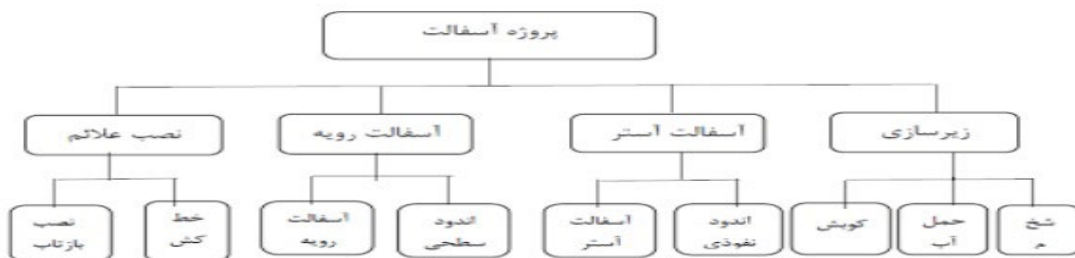 پروژه آسفالت
زیرسازی
آسفالت آستر
آسفالت رویه
نصب علائم
شخ
م
حمل
آب
کوبش
اندود
نفوذی
آسفالت
آستر
اندود
سطحی
آسفالت
رویه
خط
کش
نصب
بازتاب